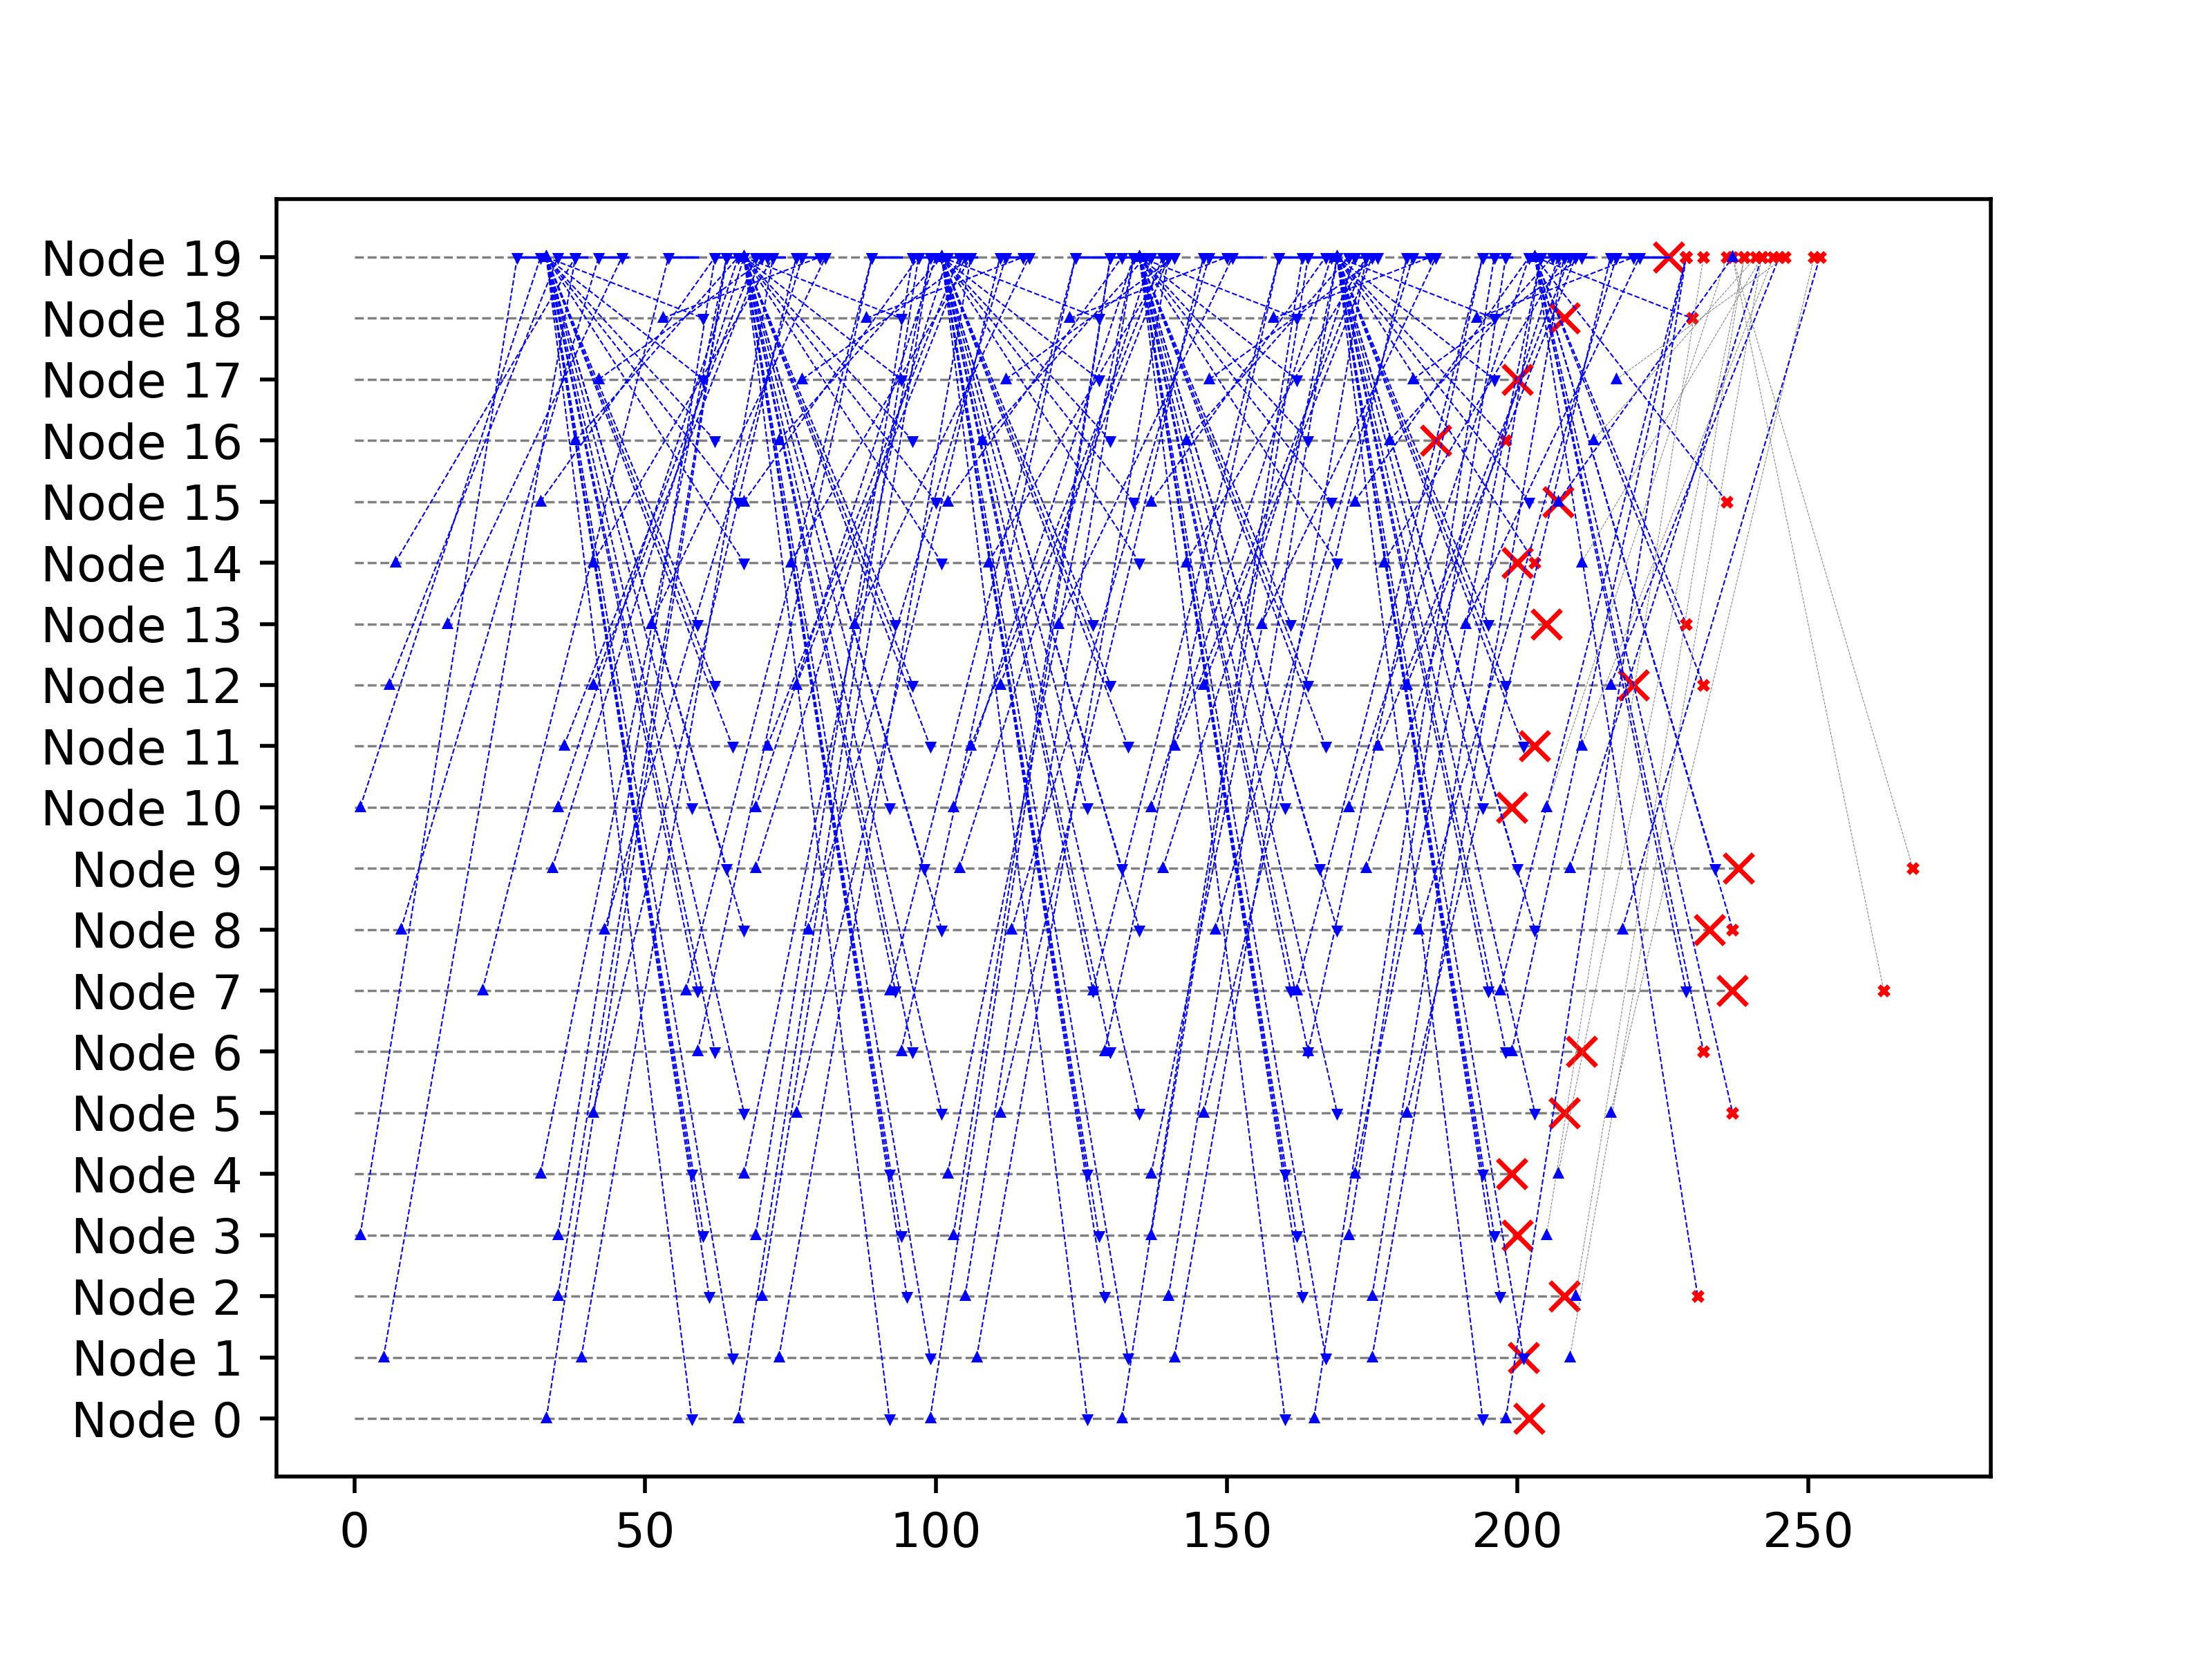 Node 19
Node 18
Node 17
Node 16
Node 15
Node 14
Node 13
Node 12
Node 11
Node 10
Node 9
Node 8
Node 7
Node 6
Node 5
Node 4
Node 3
Node 2
Node 1
Node 0
0 50 100 150 200 250